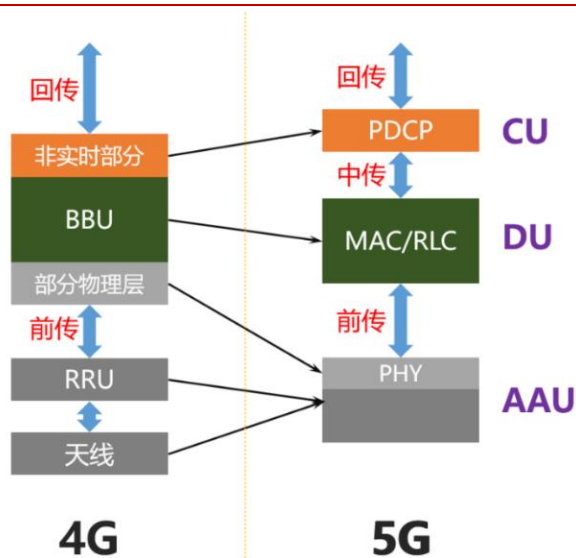 回传
非实时部分
BBU
部分物理层
前传
RRU
天线
4G
回传
PDCP
CU
中传
MAC/RLC
DU
前传
PHY
AAU
5G